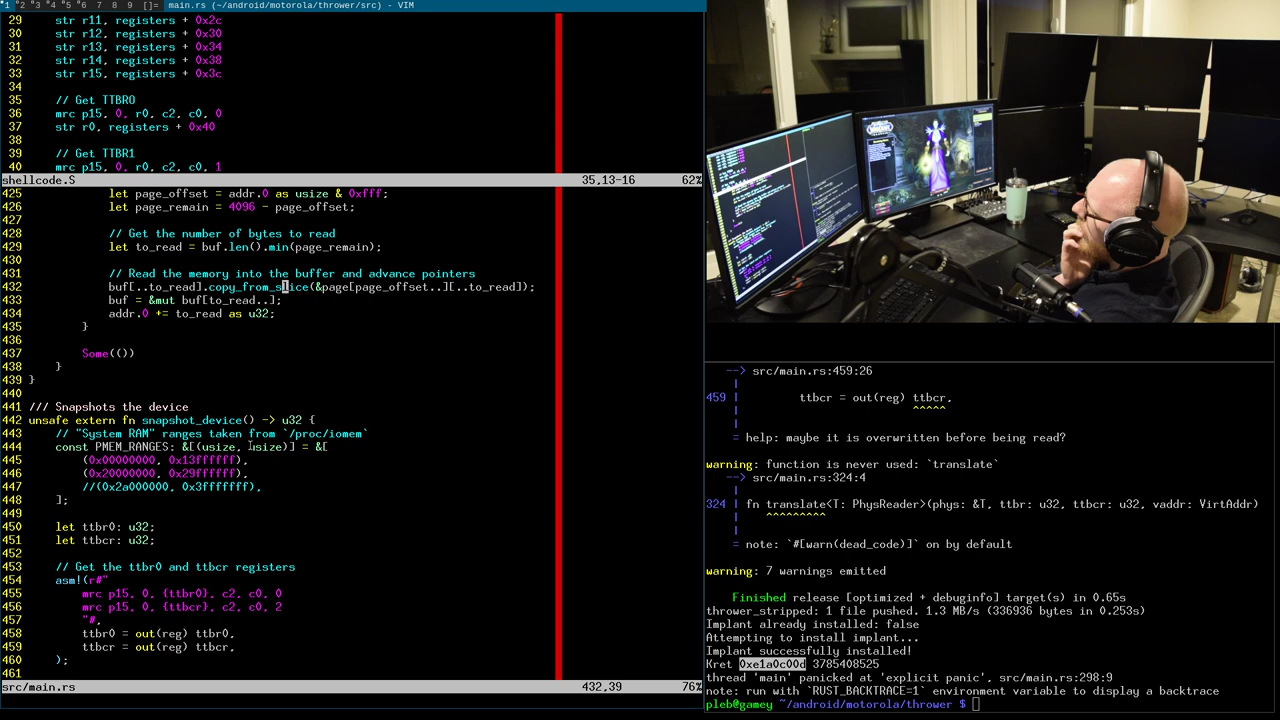 1 2 3 4 5 6 7 8 9 []= main.rs (~/android/motorola/thrower/src) - VIM
29 str r11, registers + 0x2c
30 str r12, registers + 0x30
31 str r13, registers + 0x34
32 str r14, registers + 0x38
33 str r15, registers + 0x3c
34
35 // Get TTBR0
36 mrc p15, 0, r0, c2, c0, 0
37 str r0, registers + 0x40
38
39 // Get TTBR1
40 mrc p15, 0, r0, c2, c0, 1
shellcode.S 35,13-16 62%
425 let page_offset = addr.0 as usize & 0xfff;
426 let page_remain = 4096 - page_offset;
427
428 // Get the number of bytes to read
429 let to_read = buf.len().min(page_remain);
430
431 // Read the memory into the buffer and advance pointers
432 buf[..to_read].copy_from_slice(&page[page_offset..][..to_read]);
433 buf = &mut buf[to_read..];
434 addr.0 += to_read as u32;
435 }
436
437 Some(())
438 }
439 }
440
441 /// Snapshots the device
442 unsafe extern fn snapshot_device() -> u32 {
443 // "System RAM" ranges taken from `/proc/iomem`
444 const PMEM_RANGES: &[(usize, usize)] = &[
445 (0x00000000, 0x13ffffff),
446 (0x20000000, 0x29ffffff),
447 //(0x2a000000, 0x3fffffff),
448 ];
449
450 let ttbr0: u32;
451 let ttbcr: u32;
452
453 // Get the ttbr0 and ttbcr registers
454 asm!(r#"
455 mrc p15, 0, {ttbr0}, c2, c0, 0
456 mrc p15, 0, {ttbcr}, c2, c0, 2
457 "#,
458 ttbr0 = out(reg) ttbr0,
459 ttbcr = out(reg) ttbcr,
460 );
461
src/main.rs 432,39 76%
--> src/main.rs:459:26
|
459 | ttbcr = out(reg) ttbcr,
| ^^^^^
|
= help: maybe it is overwritten before being read?
warning: function is never used: `translate`
--> src/main.rs:324:4
|
324 | fn translate<T: PhysReader>(phys: &T, ttbr: u32, ttbcr: u32, vaddr: VirtAddr)
| ^^^^^^^^^
|
= note: `#[warn(dead_code)]` on by default
warning: 7 warnings emitted
Finished release [optimized + debuginfo] target(s) in 0.65s
thrower_stripped: 1 file pushed. 1.3 MB/s (336936 bytes in 0.253s)
Implant already installed: false
Attempting to install implant...
Implant successfully installed!
Kret 0xe1a0c00d 3785408525
thread 'main' panicked at 'explicit panic', src/main.rs:298:9
note: run with `RUST_BACKTRACE=1` environment variable to display a backtrace
pleb@gamey ~/android/motorola/thrower $